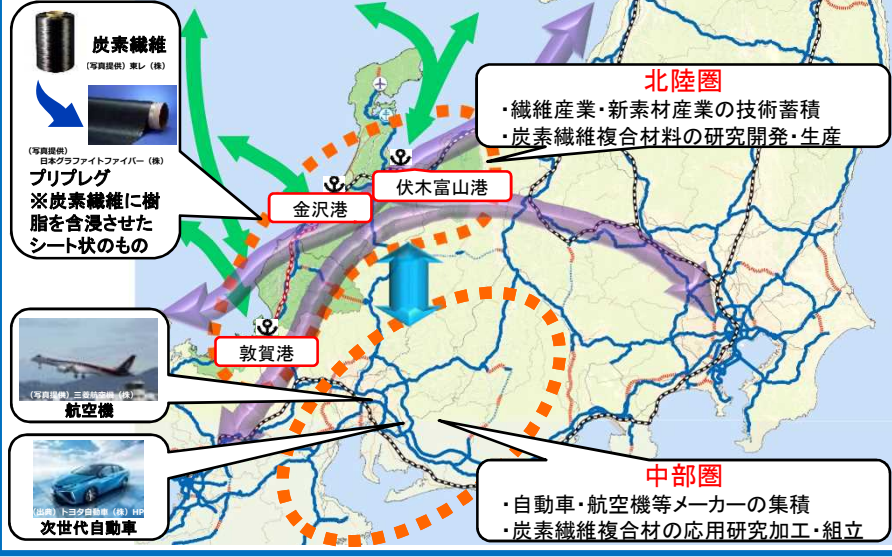 炭素繊維
(写真提供)東レ(株)
(写真提供)
日本グラファイトファイバー(株)
プリプレグ
※炭素繊維に樹
脂を含浸させた
シート状のもの
北陸圏
・繊維産業・新素材産業の技術蓄積
・炭素繊維複合材料の研究開発・生産
伏木富山港
金沢港
敦賀港
(写真提供)三菱航空機(株)
航空機
(出典)トヨタ自動車(株)HP
次世代自動車
中部圏
・自動車・航空機等メーカーの集積
・炭素繊維複合材の応用研究加工・組立